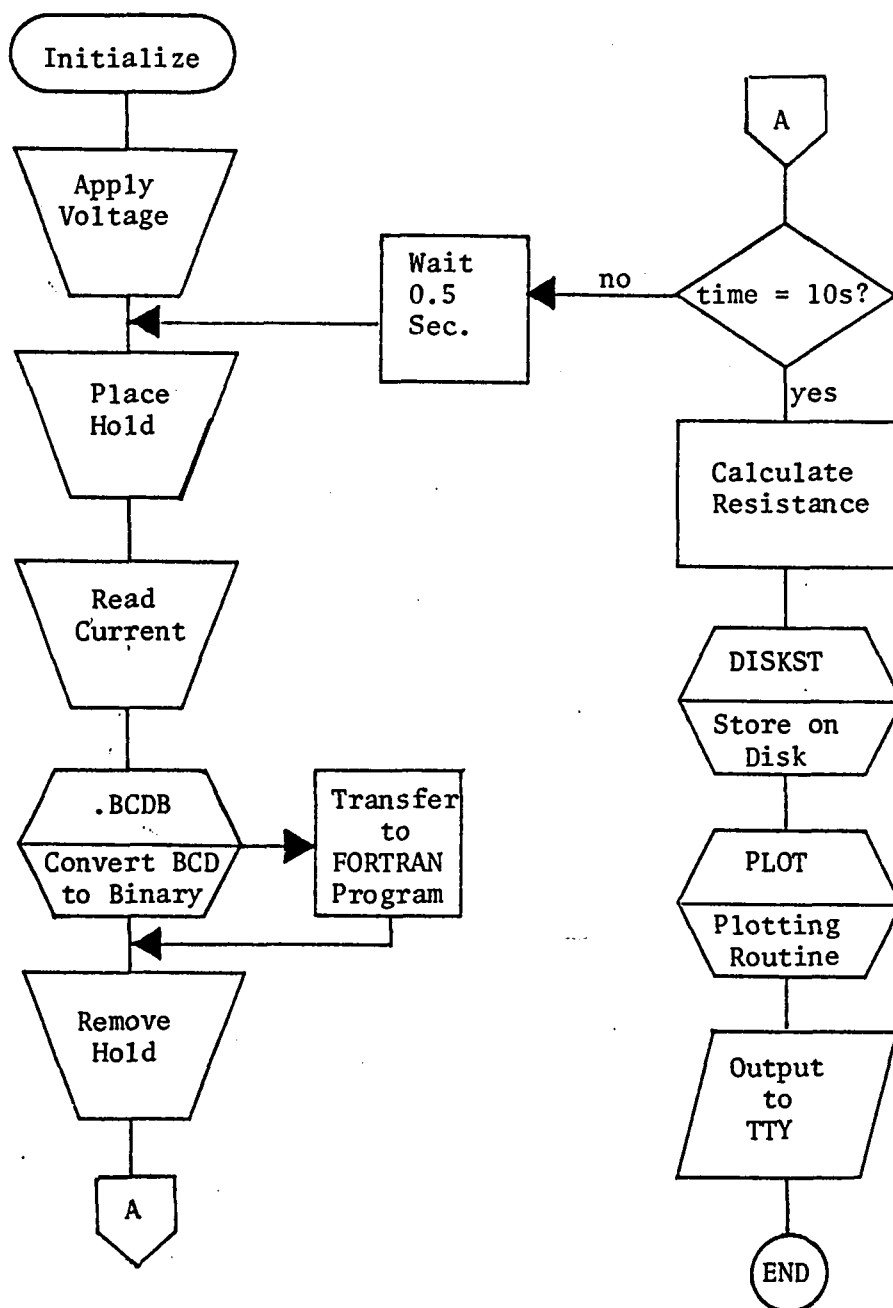 Initialize
Apply
Voltage
Place
Hold
Read
Current
.BCDB
Convert BCD
to Binary
Transfer
to
FORTRAN
Program
Remove
Hold
A
A
time = 10s?
no
Wait
0.5
Sec.
yes
Calculate
Resistance
DISKST
Store on
Disk
PLOT
Plotting
Routine
Output
to
TTY
END